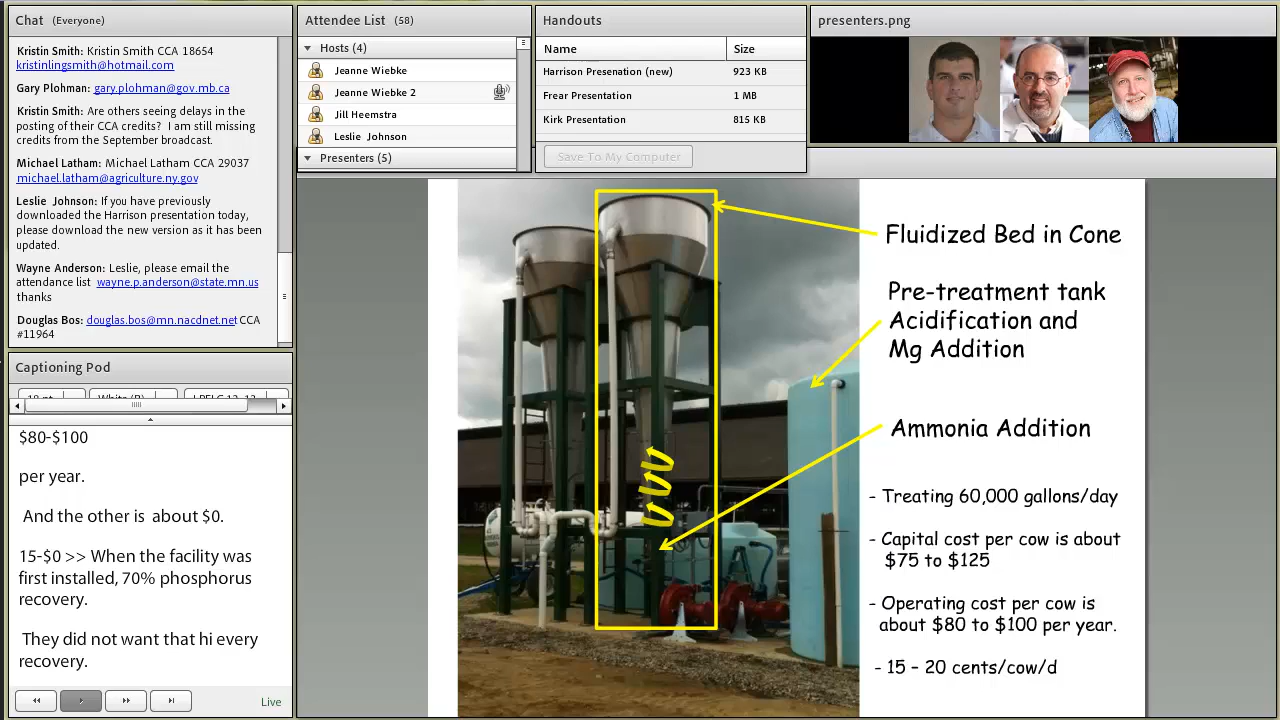 Chat (Everyone)
Kristin Smith: Kristin Smith CCA 18654
kristinlingsmith@hotmail.com
Gary Plohman: gary.plohman@gov.mb.ca
Kristin Smith: Are others seeing delays in the
posting of their CCA credits? I am still missing
credits from the September broadcast.
Michael Latham: Michael Latham CCA 29037
michael.latham@agriculture.ny.gov
Leslie Johnson: If you have previously
downloaded the Harrison presentation today,
please download the new version as it has been
updated.
Wayne Anderson: Leslie, please email the
attendance list wayne.p.anderson@state.mn.us
thanks
Douglas Bos: douglas.bos@mn.nacdnet.net CCA
#11964
Captioning Pod
$80-$100
per year.
And the other is about $0.
15-$0 >> When the facility was
first installed, 70% phosphorus
recovery.
They did not want that hi every
recovery.
Live
Attendee List (58)
Hosts (4)
Jeanne Wiebke
Jeanne Wiebke 2
Jill Heemstra
Leslie Johnson
Presenters (5)
Handouts
Name Size
Harrison Presenation (new) 923 KB
Frear Presentation 1 MB
Kirk Presentation 815 KB
Save To My Computer
presenters.png
Fluidized Bed in Cone
Pre-treatment tank
Acidification and
Mg Addition
Ammonia Addition
- Treating 60,000 gallons/day
- Capital cost per cow is about
$75 to $125
- Operating cost per cow is
about $80 to $100 per year.
- 15 – 20 cents/cow/d